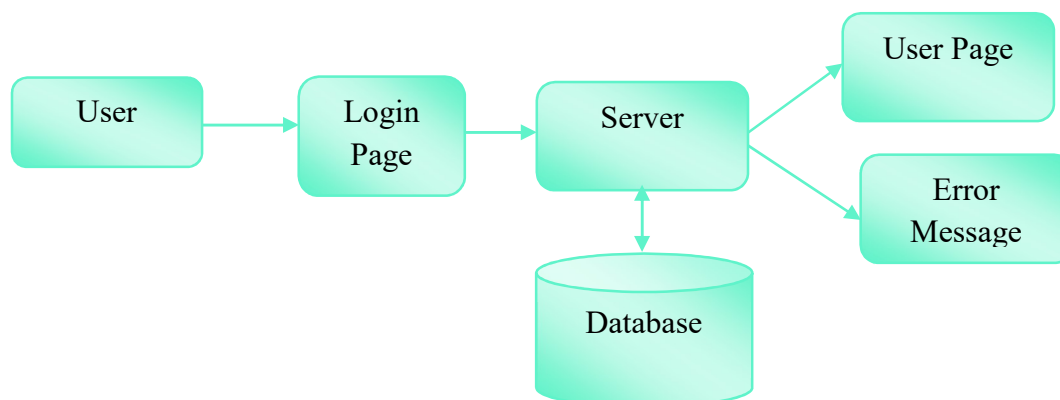 User
Login
Page
Server
User Page
Error
Message
Database